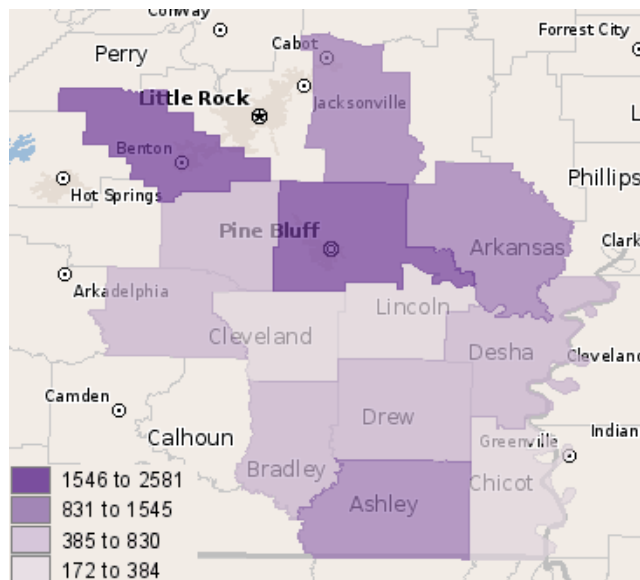 Conway
Forrest City
Cabot
Perry
Little Rock
Jacksonville
L
Benton
Phillips
Hot Springs
Pine Bluff
Clark
Arkansas
Arkadelphia
Lincoln
Cleveland
Desha
Cleveland
Camden
Drew
Calhoun
Indian
Greenville
Bradley
Chicot
1546 to 2581
831 to 1545
Ashley
385 to 830
172 to 384